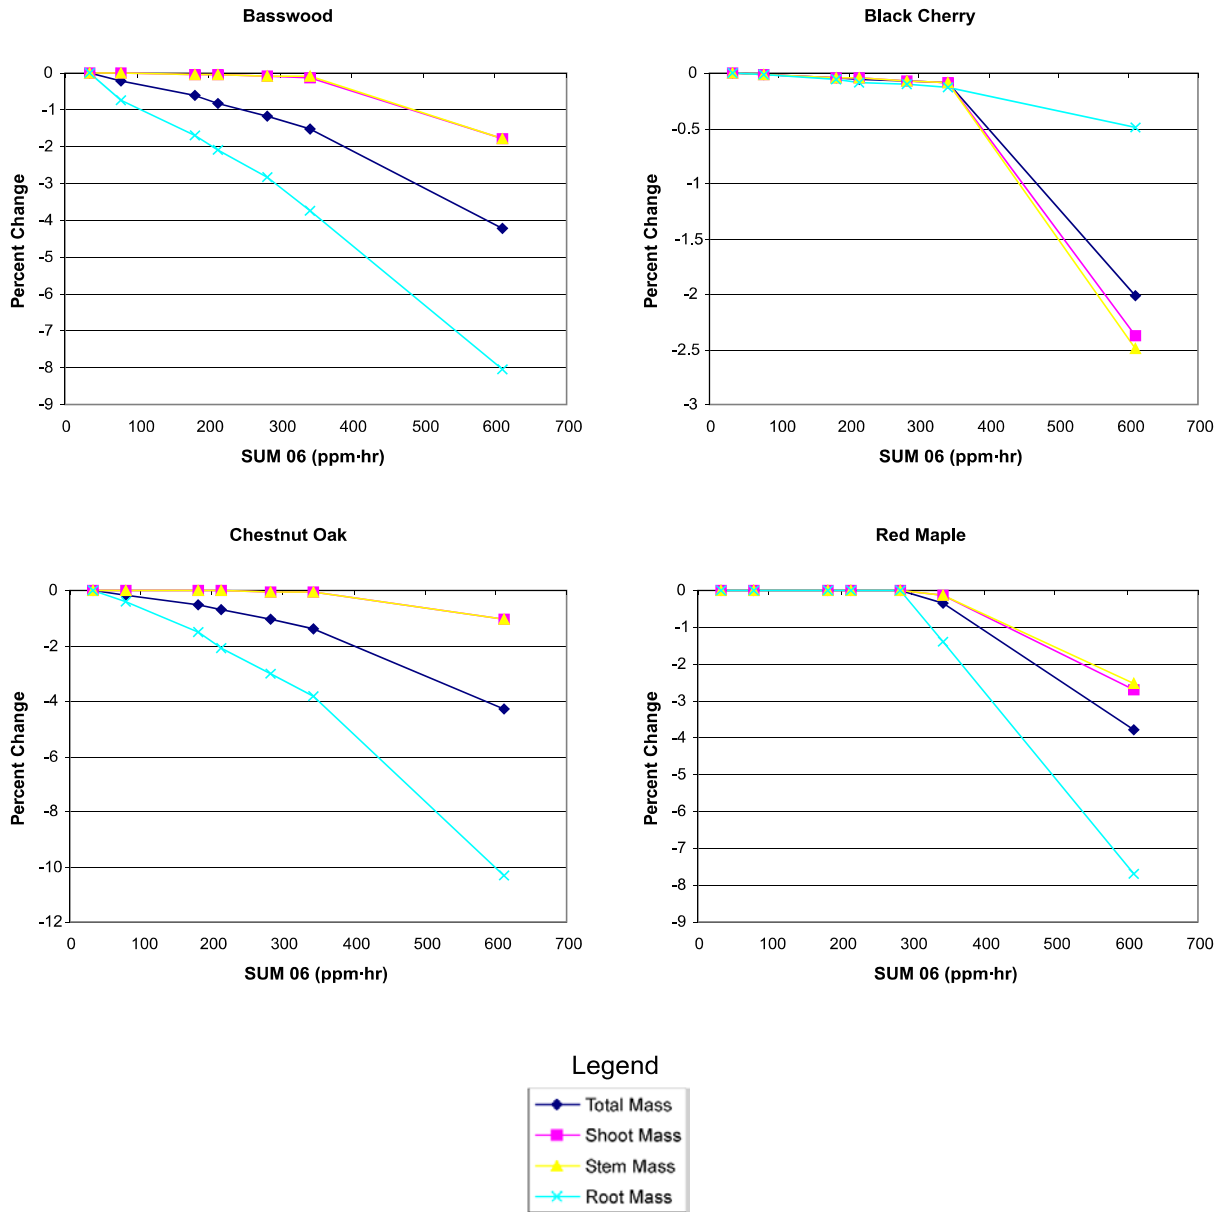 Basswood
Percent Change
0
-1
-2
-3
-4
-5
-6
-7
-8
-9
0 100 200 300 400 500 600 700
SUM 06 (ppm·hr)
Black Cherry
Percent Change
0
-0.5
-1
-1.5
-2
-2.5
-3
0 100 200 300 400 500 600 700
SUM 06 (ppm·hr)
Chestnut Oak
Percent Change
0
-2
-4
-6
-8
-10
-12
0 100 200 300 400 500 600 700
SUM 06 (ppm·hr)
Red Maple
Percent Change
0
-1
-2
-3
-4
-5
-6
-7
-8
-9
0 100 200 300 400 500 600 700
SUM 06 (ppm·hr)
Legend
Total Mass
Shoot Mass
Stem Mass
Root Mass